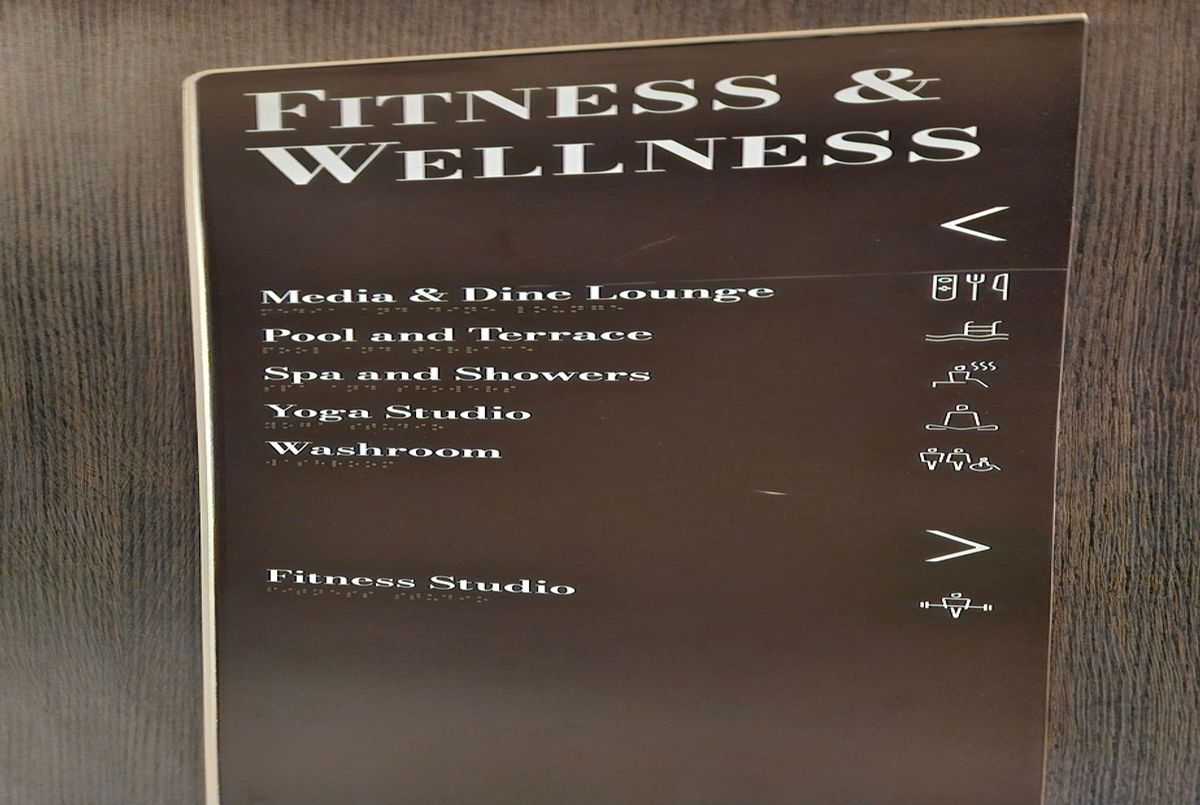 FITNESS &
WELLNESS
<
Media & Dine Lounge
Pool and Terrace
Spa and Showers
Yoga Studio
Washroom
>
Fitness Studio